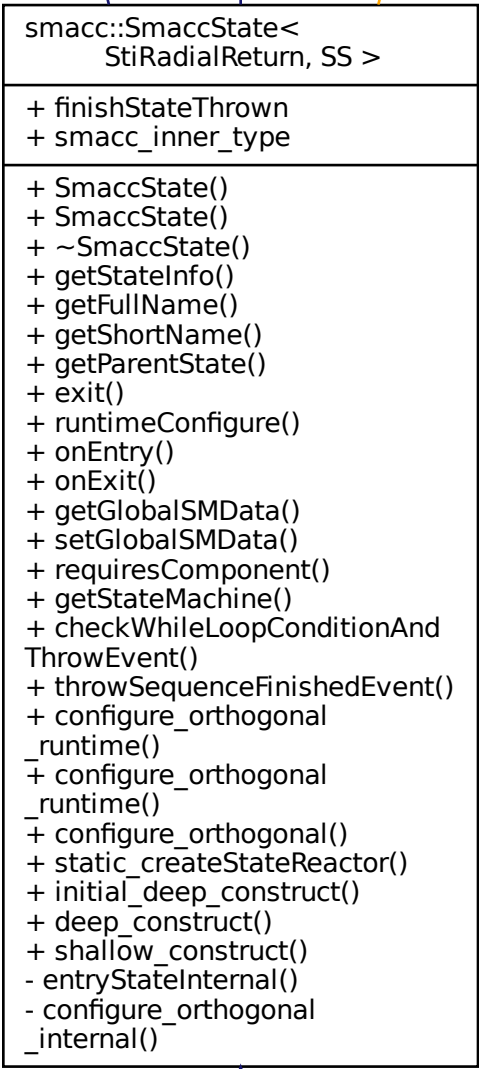 smacc::SmaccState<
StiRadialReturn, SS >
+ finishStateThrown
+ smacc_inner_type
+ SmaccState()
+ SmaccState()
+ ~SmaccState()
+ getStateInfo()
+ getFullName()
+ getShortName()
+ getParentState()
+ exit()
+ runtimeConfigure()
+ onEntry()
+ onExit()
+ getGlobalSMData()
+ setGlobalSMData()
+ requiresComponent()
+ getStateMachine()
+ checkWhileLoopConditionAnd
ThrowEvent()
+ throwSequenceFinishedEvent()
+ configure_orthogonal
_runtime()
+ configure_orthogonal
_runtime()
+ configure_orthogonal()
+ static_createStateReactor()
+ initial_deep_construct()
+ deep_construct()
+ shallow_construct()
- entryStateInternal()
- configure_orthogonal
_internal()